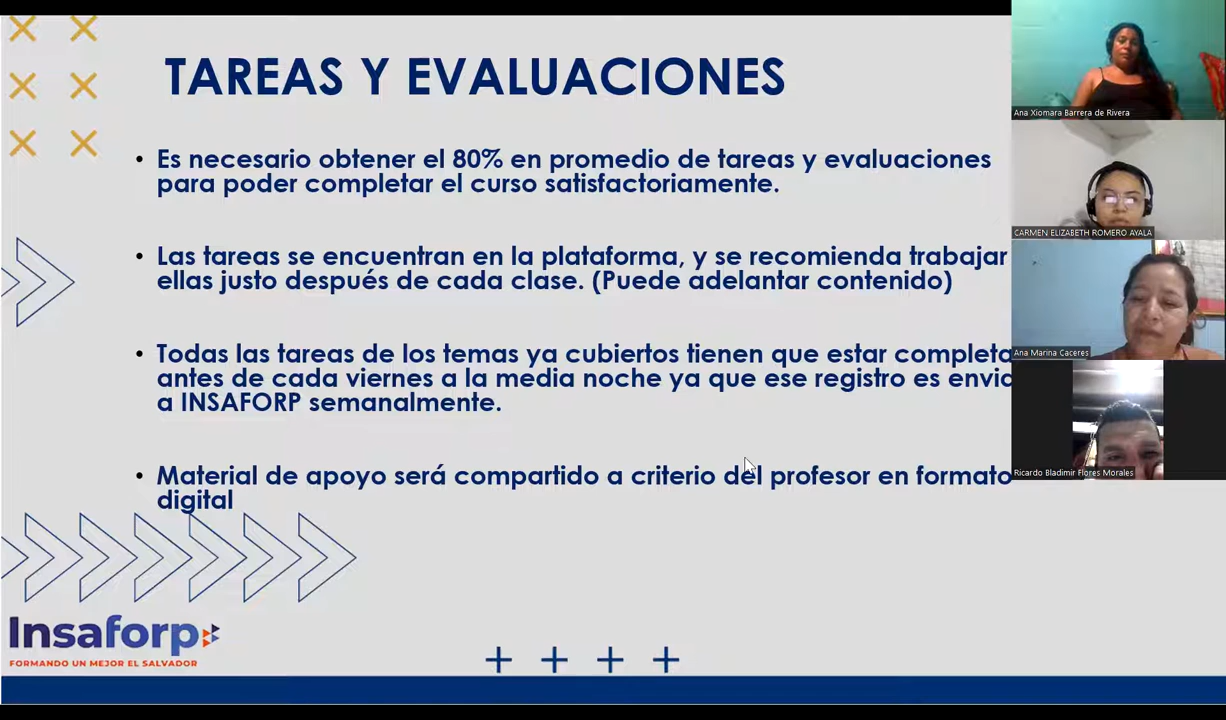 TAREAS Y EVALUACIONES
• Es necesario obtener el 80% en promedio de tareas y evaluaciones
para poder completar el curso satisfactoriamente.
• Las tareas se encuentran en la plataforma, y se recomienda trabajar
ellas justo después de cada clase. (Puede adelantar contenido)
• Todas las tareas de los temas ya cubiertos tienen que estar completa
antes de cada viernes a la media noche ya que ese registro es envia
a INSAFORP semanalmente.
• Material de apoyo será compartido a criterio del profesor en formato
digital
Insaforp
FORMANDO UN MEJOR EL SALVADOR
Ana Xiomara Barrera de Rivera
CARMEN ELIZABETH ROMERO AYALA
Ana Marina Caceres
Ricardo Bladimir Flores Morales